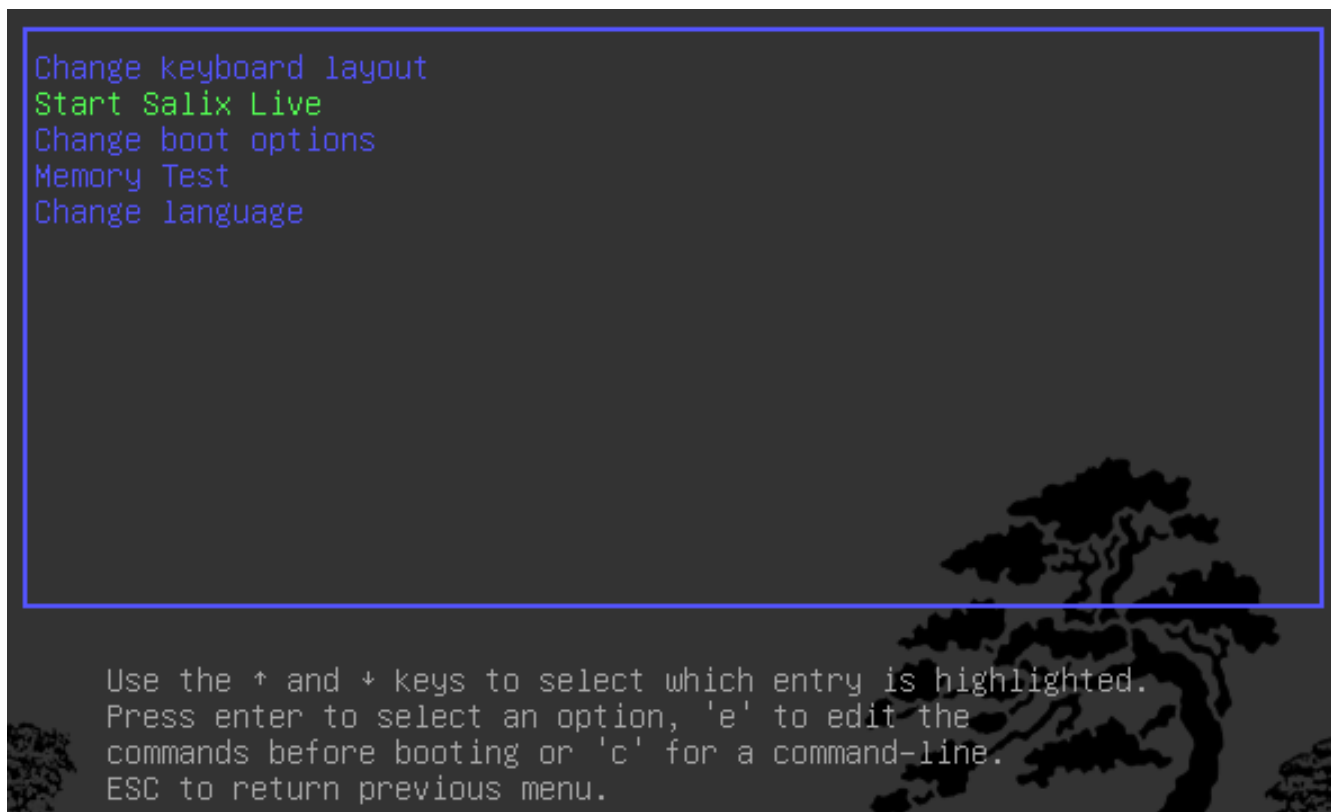 Change keyboard layout
Start Salix Live
Change boot options
Memory Test
Change language
Use the ↑ and ↓ keys to select which entry is highlighted.
Press enter to select an option, 'e' to edit the
commands before booting or 'c' for a command-line.
ESC to return previous menu.